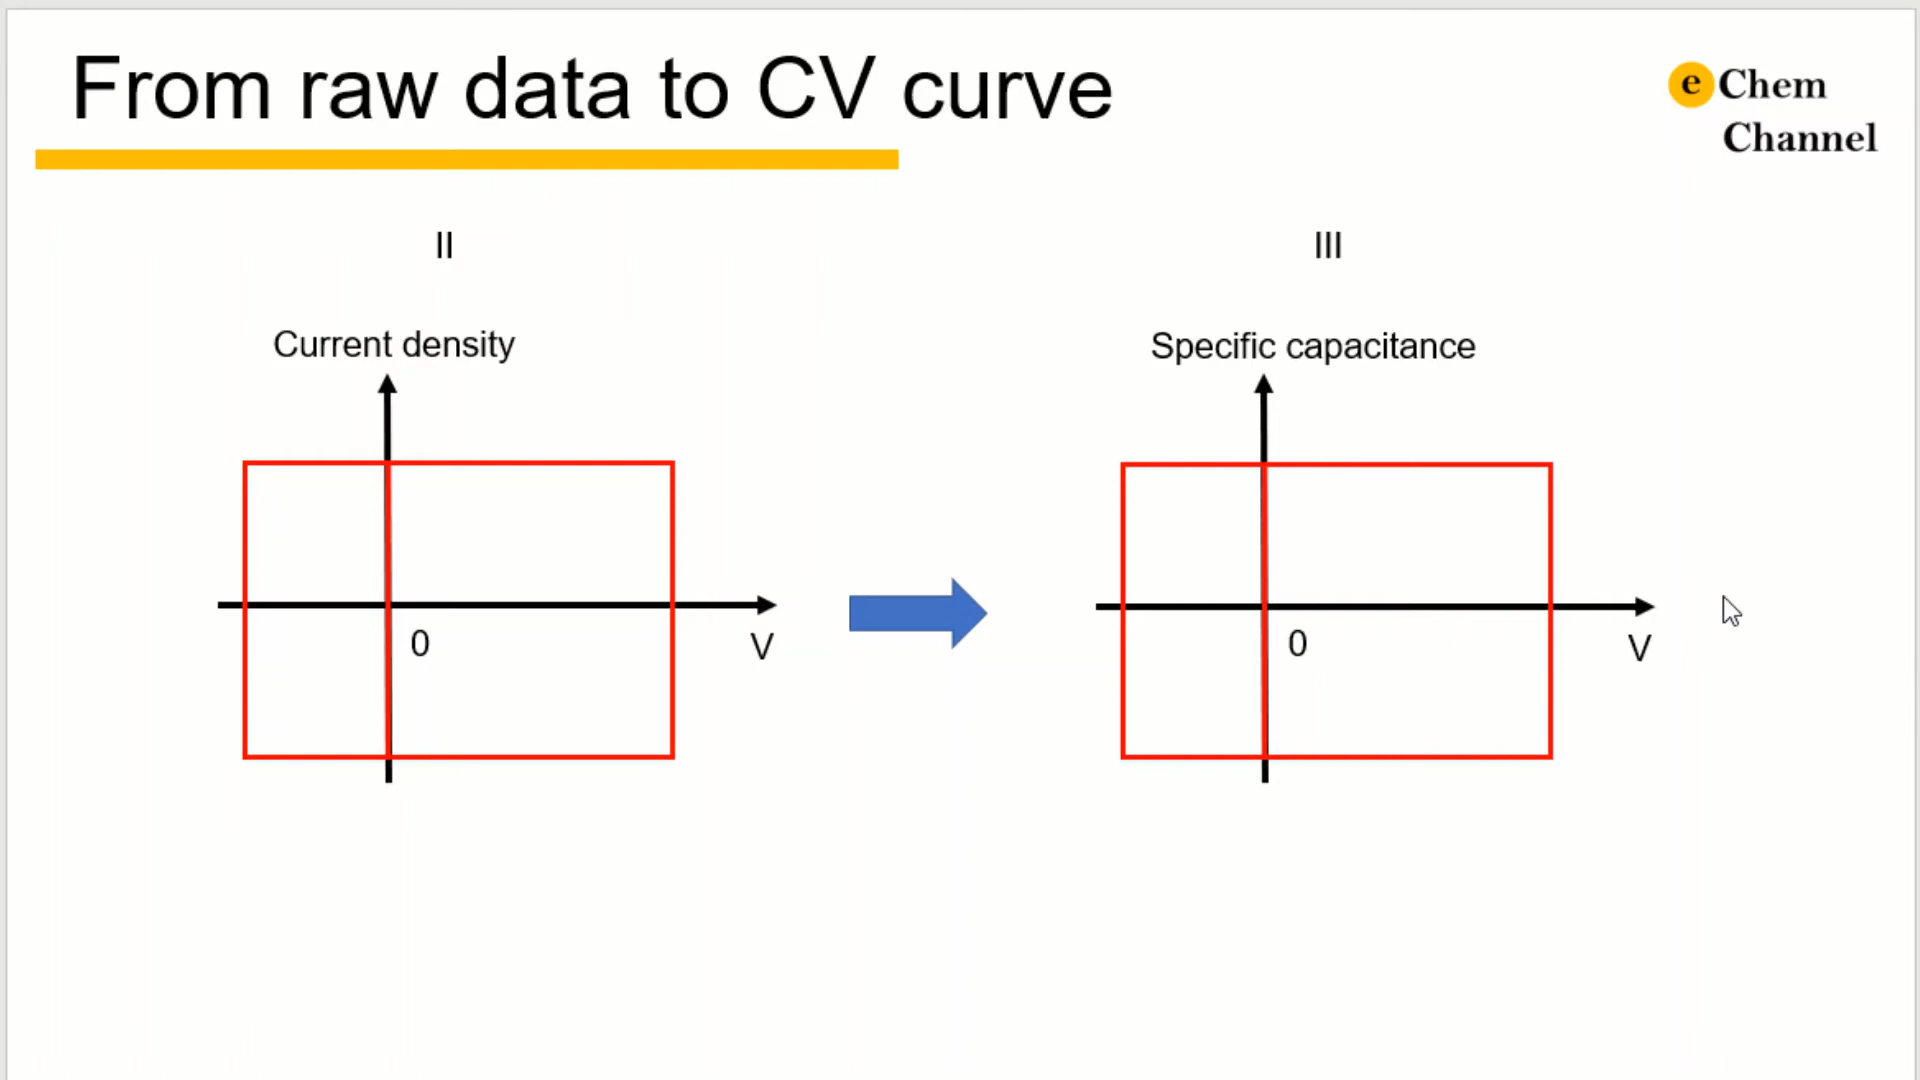 From raw data to CV curve
e Chem
Channel
II
III
Current density
Specific capacitance
0
V
0
V